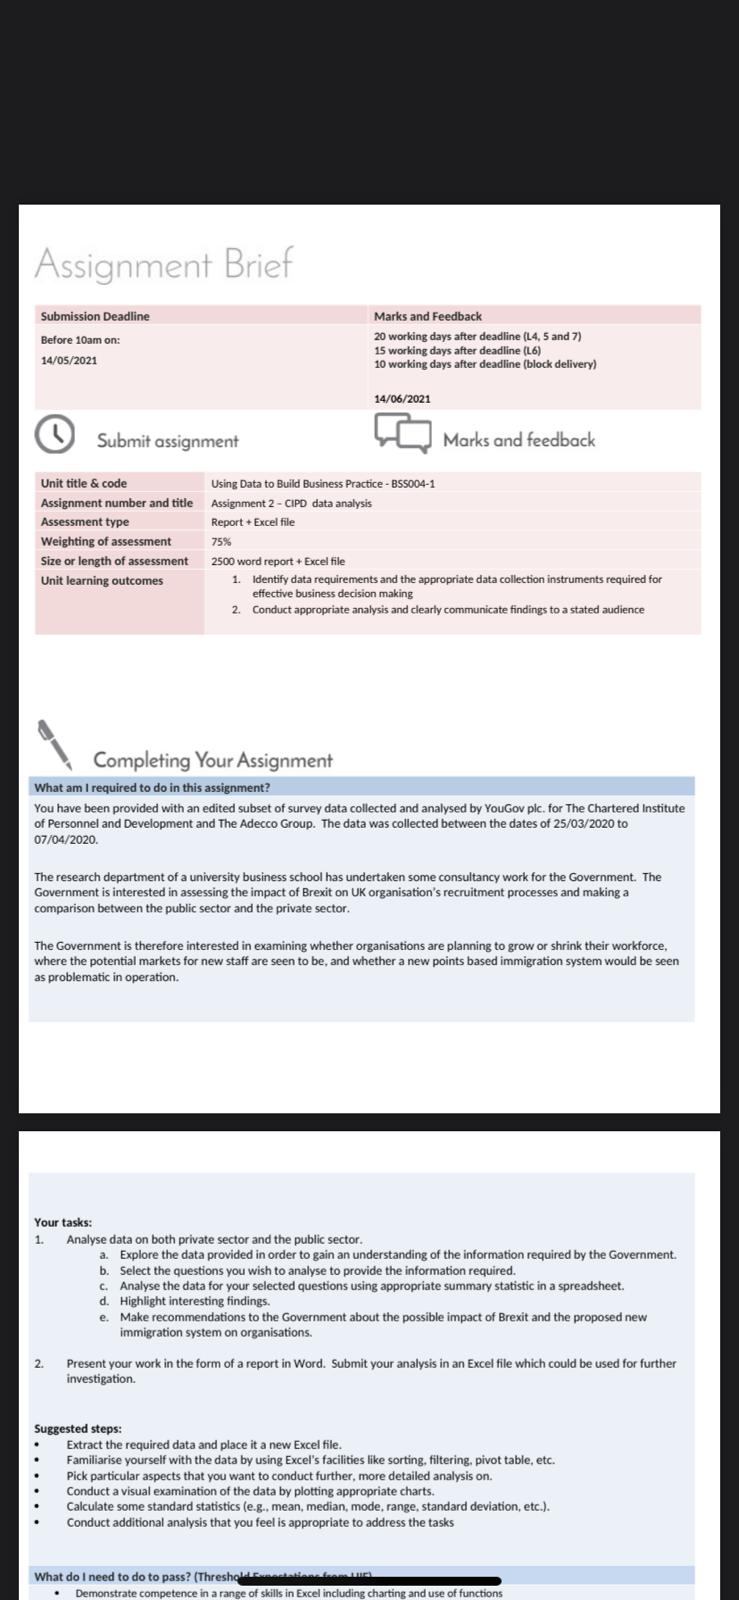 Assignment Brief
Submission Deadline
Marks and Feedback
Before 10am on:
14/05/2021
20 working days after deadline (L4, 5 and 7)
15 working days after deadline (L6)
10 working days after deadline (block delivery)
14/06/2021
Submit assignment
Marks and feedback
Unit title & code
Using Data to Build Business Practice - BSS004-1
Assignment number and title
Assignment 2 – CIPD data analysis
Assessment type
Report + Excel file
Weighting of assessment
75%
Size or length of assessment
2500 word report + Excel file
Unit learning outcomes
1. Identify data requirements and the appropriate data collection instruments required for
effective business decision making
2. Conduct appropriate analysis and clearly communicate findings to a stated audience
Completing Your Assignment
What am I required to do in this assignment?
You have been provided with an edited subset of survey data collected and analysed by YouGov plc. for The Chartered Institute
of Personnel and Development and The Adecco Group. The data was collected between the dates of 25/03/2020 to
07/04/2020.
The research department of a university business school has undertaken some consultancy work for the Government. The
Government is interested in assessing the impact of Brexit on UK organisation's recruitment processes and making a
comparison between the public sector and the private sector.
The Government is therefore interested in examining whether organisations are planning to grow or shrink their workforce,
where the potential markets for new staff are seen to be, and whether a new points based immigration system would be seen
as problematic in operation.
Your tasks:
1. Analyse data on both private sector and the public sector.
a. Explore the data provided in order to gain an understanding of the information required by the Government.
b. Select the questions you wish to analyse to provide the information required.
c. Analyse the data for your selected questions using appropriate summary statistic in a spreadsheet.
d. Highlight interesting findings.
e. Make recommendations to the Government about the possible impact of Brexit and the proposed new
immigration system on organisations.
2. Present your work in the form of a report in Word. Submit your analysis in an Excel file which could be used for further
investigation.
Suggested steps:
• Extract the required data and place it a new Excel file.
• Familiarise yourself with the data by using Excel's facilities like sorting, filtering, pivot table, etc.
• Pick particular aspects that you want to conduct further, more detailed analysis on.
• Conduct a visual examination of the data by plotting appropriate charts.
• Calculate some standard statistics (e.g., mean, median, mode, range, standard deviation, etc.).
• Conduct additional analysis that you feel is appropriate to address the tasks
What do I need to do to pass? (Threshold
• Demonstrate competence in a range of skills in Excel including charting and use of functions